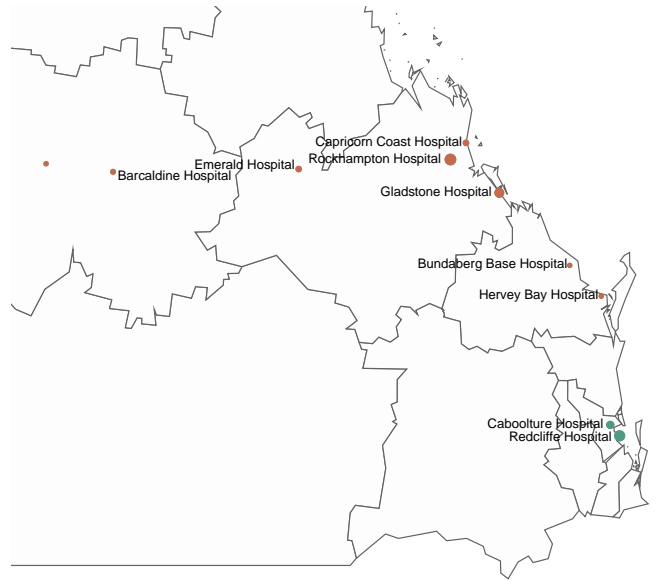 Capricorn Coast Hospital
Rockhampton Hospital
Emerald Hospital
Barcaldine Hospital
Gladstone Hospital
Bundaberg Base Hospital
Hervey Bay Hospital
Caboolture Hospital
Redcliffe Hospital